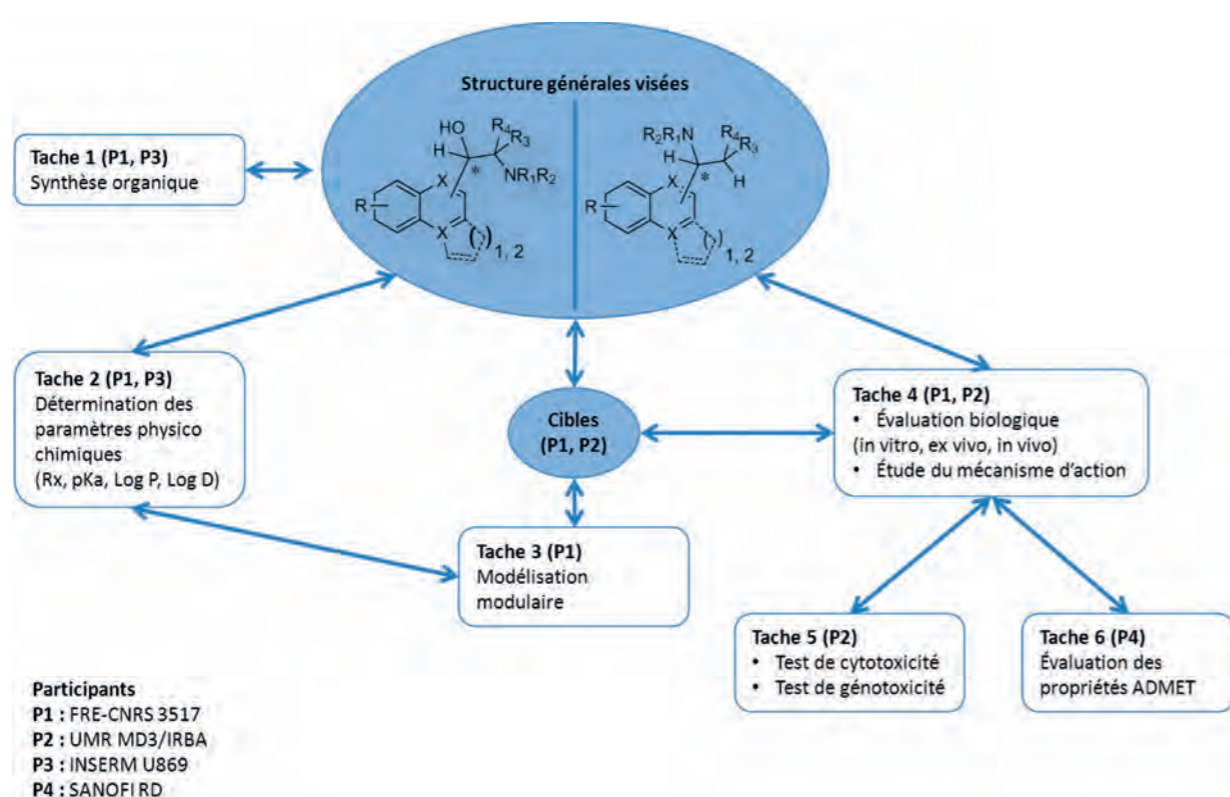 Structure générales visées
HO
R4
R3
H
*
NR1R2
X
R
X
( )1, 2
R2R1N
R4
R3
H
*
H
X
R
X
( )1, 2
Tache 1 (P1, P3)
Synthèse organique
Tache 2 (P1, P3)
Détermination des
paramètres physico
chimiques
(Rx, pKa, Log P, Log D)
Cibles
(P1, P2)
Tache 4 (P1, P2)
• Évaluation biologique
(in vitro, ex vivo, in vivo)
• Étude du mécanisme d'action
Tache 3 (P1)
Modélisation
modulaire
Tache 5 (P2)
• Test de cytotoxicité
• Test de génotoxicité
Tache 6 (P4)
Évaluation des
propriétés ADMET
Participants
P1 : FRE-CNRS 3517
P2 : UMR MD3/IRBA
P3 : INSERM U869
P4 : SANOFI RD